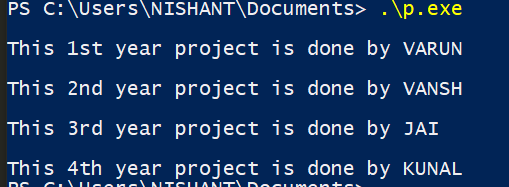 PS C:\Users\NISHANT\Documents> .\p.exe
This 1st year project is done by VARUN
This 2nd year project is done by VANSH
This 3rd year project is done by JAI
This 4th year project is done by KUNAL
PS C:\Users\NISHANT\Documents>